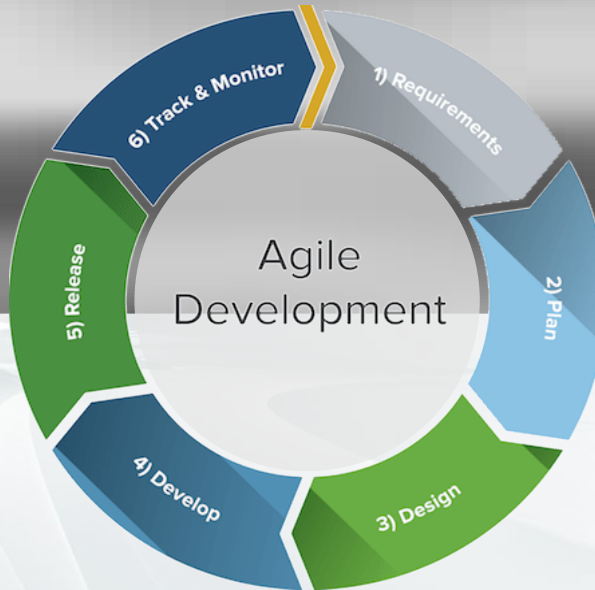 Agile
Development
1) Requirements
2) Plan
3) Design
4) Develop
5) Release
6) Track & Monitor